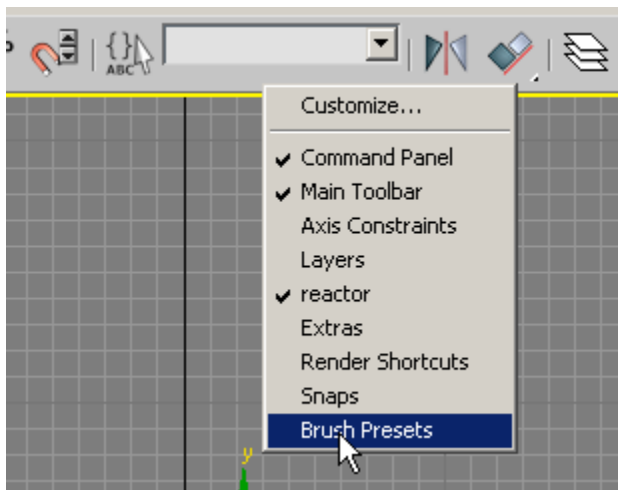 {}
ABC
Customize...
Command Panel
Main Toolbar
Axis Constraints
Layers
reactor
Extras
Render Shortcuts
Snaps
Brush Presets
y